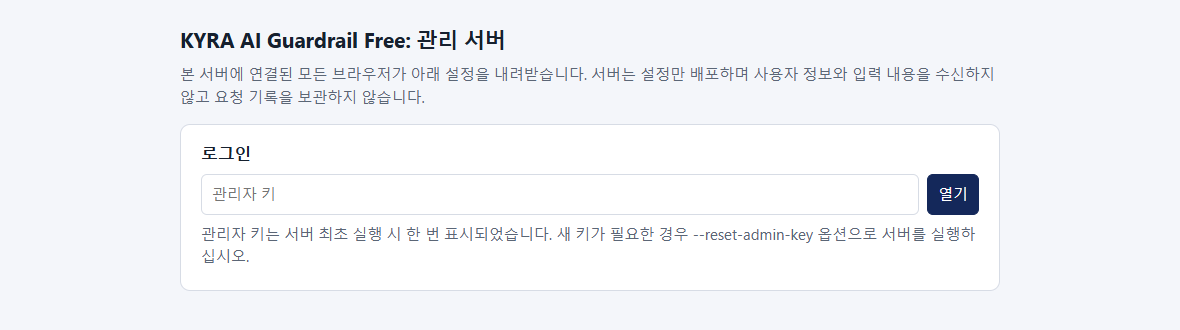 KYRA AI Guardrail Free: 관리 서버
본 서버에 연결된 모든 브라우저가 아래 설정을 내려받습니다. 서버는 설정만 배포하며 사용자 정보와 입력 내용을 수신하지
않고 요청 기록을 보관하지 않습니다.
로그인
관리자 키
열기
관리자 키는 서버 최초 실행 시 한 번 표시되었습니다. 새 키가 필요한 경우 --reset-admin-key 옵션으로 서버를 실행하
십시오.